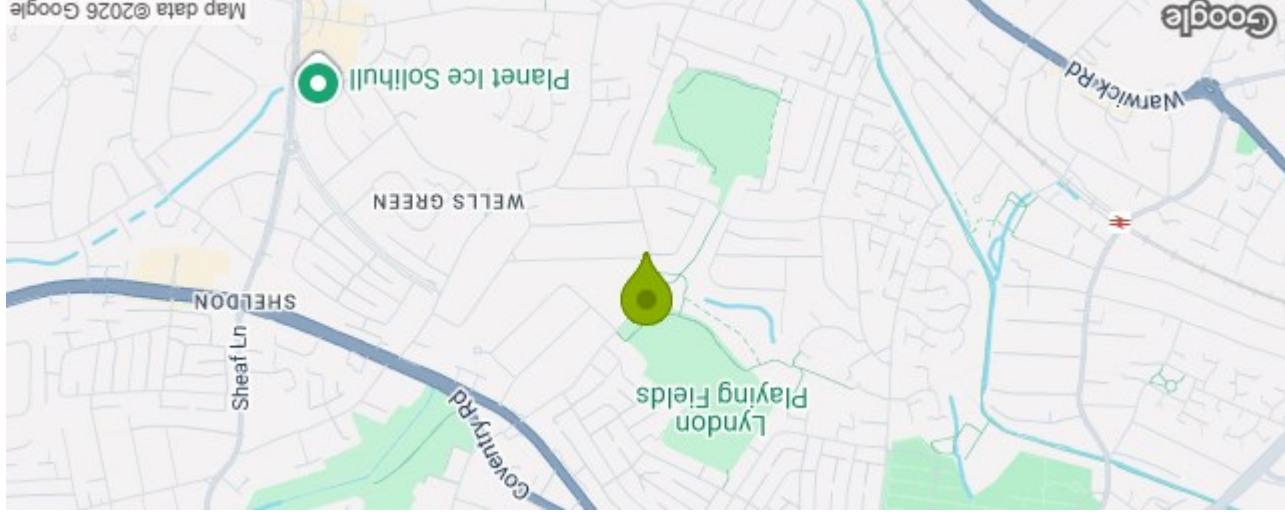 Lyndon
Playing Fields
Coventry Rd
Sheaf Ln
SHELDON
WELLS GREEN
Planet Ice Solihull
Warwick Rd
Google
Map data ©2026 Google